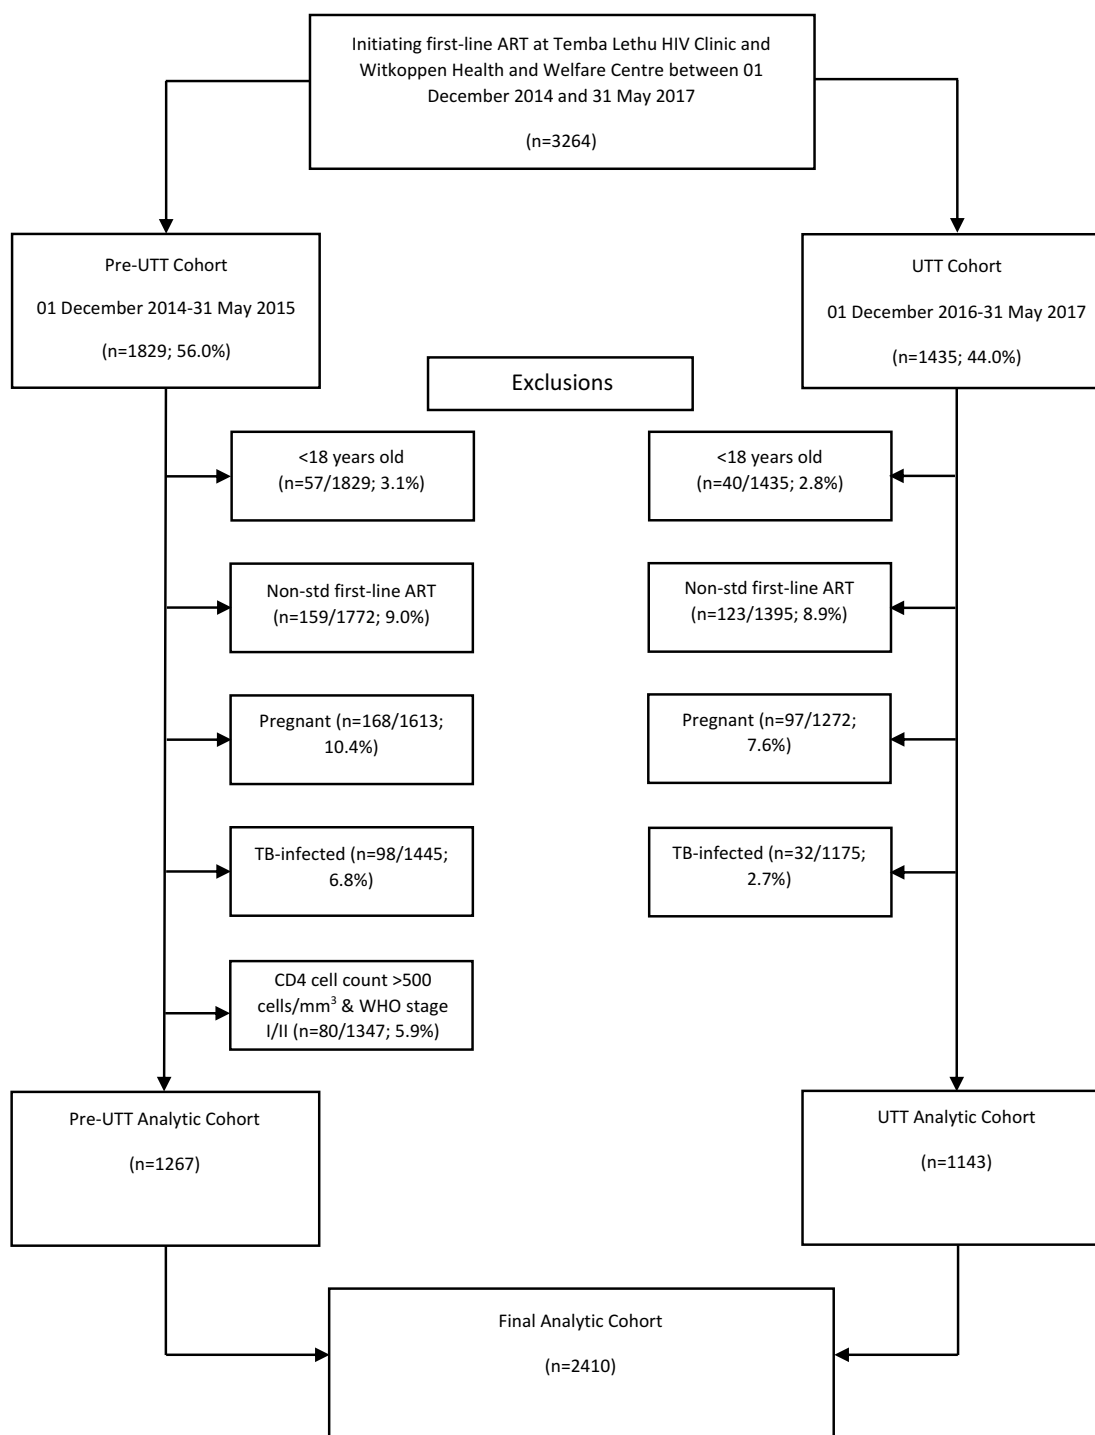 Initiating first-line ART at Temba Lethu HIV Clinic and
Witkoppen Health and Welfare Centre between 01
December 2014 and 31 May 2017
(n=3264)
Pre-UTT Cohort
01 December 2014-31 May 2015
(n=1829; 56.0%)
UTT Cohort
01 December 2016-31 May 2017
(n=1435; 44.0%)
Exclusions
<18 years old
(n=57/1829; 3.1%)
<18 years old
(n=40/1435; 2.8%)
Non-std first-line ART
(n=159/1772; 9.0%)
Non-std first-line ART
(n=123/1395; 8.9%)
Pregnant (n=168/1613;
10.4%)
Pregnant (n=97/1272;
7.6%)
TB-infected (n=98/1445;
6.8%)
TB-infected (n=32/1175;
2.7%)
CD4 cell count >500
cells/mm³ & WHO stage
I/II (n=80/1347; 5.9%)
Pre-UTT Analytic Cohort
(n=1267)
UTT Analytic Cohort
(n=1143)
Final Analytic Cohort
(n=2410)